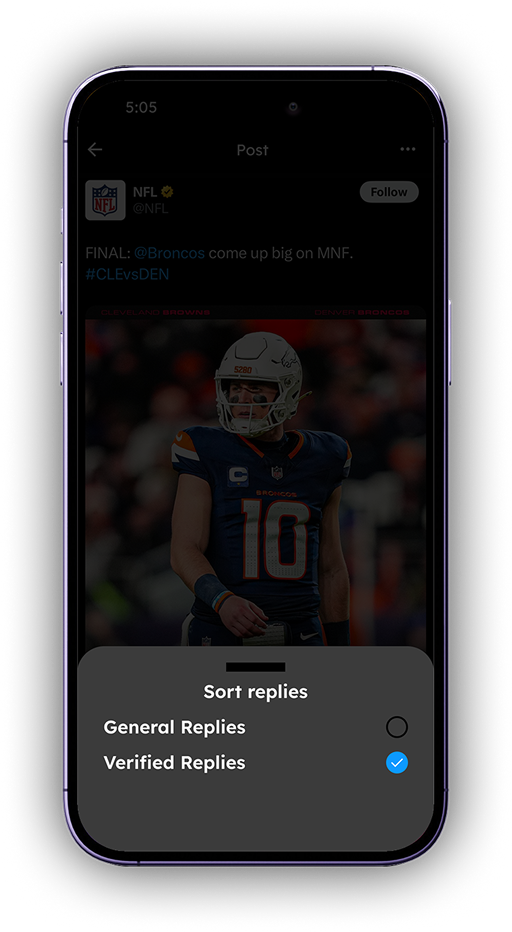 5:05
Post
NFL
@NFL
Follow
FINAL: @Broncos come up big on MNF.
#CLEvsDEN
CLEVELAND BROWNS DENVER BRONCOS
5280
C
NFL
BRONCOS
10
Sort replies
General Replies
Verified Replies